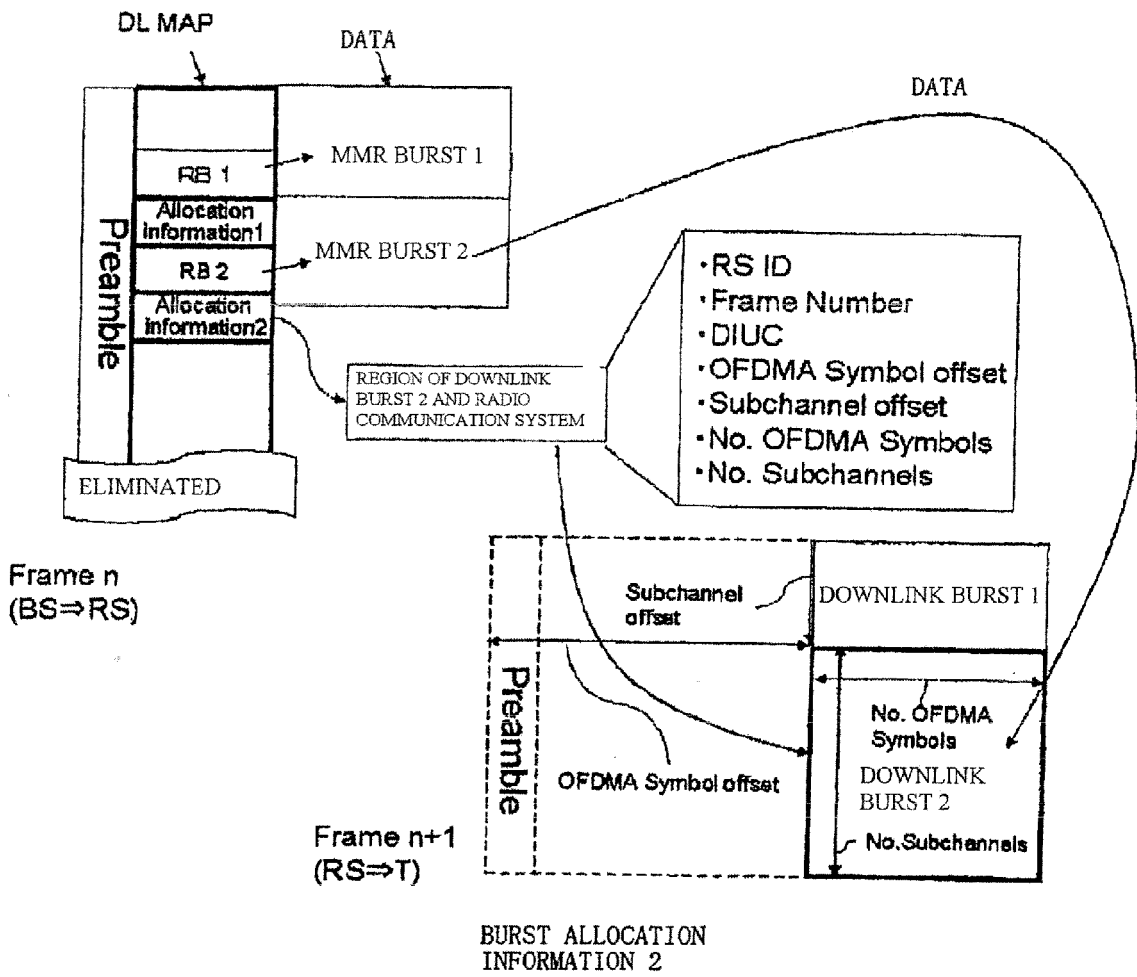 DL MAP
DATA
DATA
MMR BURST 1
RB 1
Allocation
information1
MMR BURST 2
RB 2
Allocation
information2
Preamble
・RS ID
・Frame Number
・DIUC
・OFDMA Symbol offset
・Subchannel offset
・No. OFDMA Symbols
・No. Subchannels
REGION OF DOWNLINK
BURST 2 AND RADIO
COMMUNICATION SYSTEM
ELIMINATED
Frame n
(BS⇒RS)
Subchannel
offset
DOWNLINK BURST 1
Preamble
No. OFDMA
Symbols
OFDMA Symbol offset
DOWNLINK
BURST 2
No.Subchannels
Frame n+1
(RS⇒T)
BURST ALLOCATION
INFORMATION 2